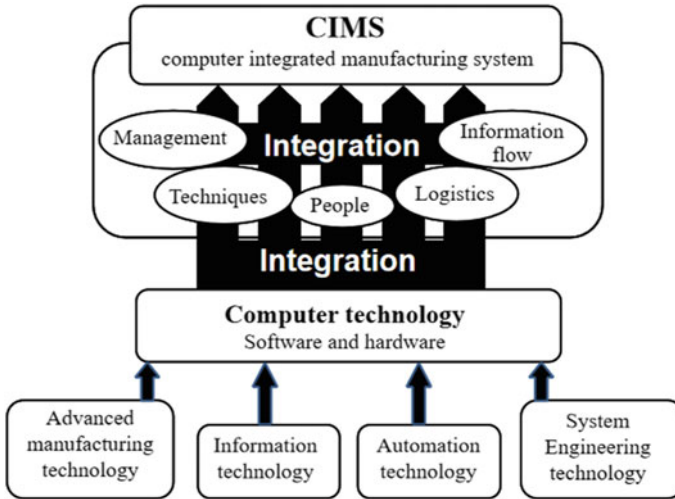 CIMS
computer integrated manufacturing system
Management
Integration
Information
flow
Techniques
People
Logistics
Integration
Computer technology
Software and hardware
Advanced
manufacturing
technology
Information
technology
Automation
technology
System
Engineering
technology